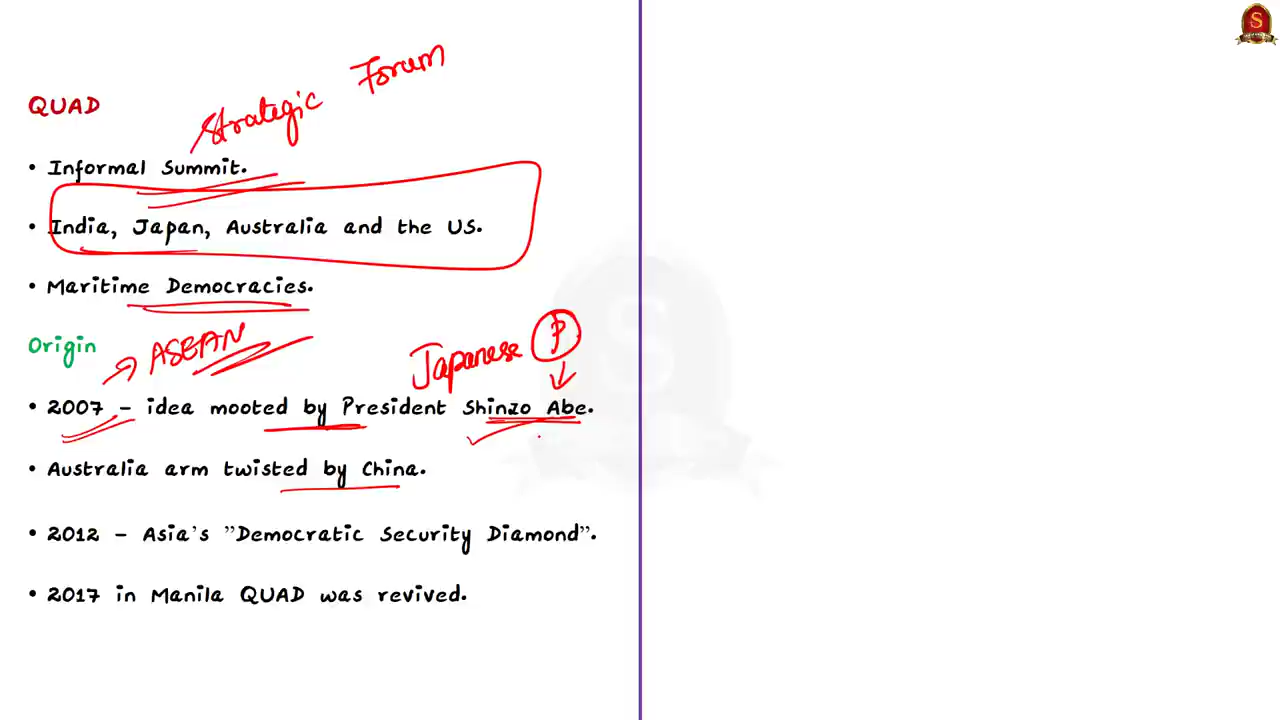 Strategic Forum
QUAD
• Informal Summit.
• India, Japan, Australia and the US.
• Maritime Democracies.
Origin
→ ASEAN
Japanese P
• 2007 – idea mooted by President Shinzo Abe.
• Australia arm twisted by China.
• 2012 – Asia's ”Democratic Security Diamond”.
• 2017 in Manila QUAD was revived.
S